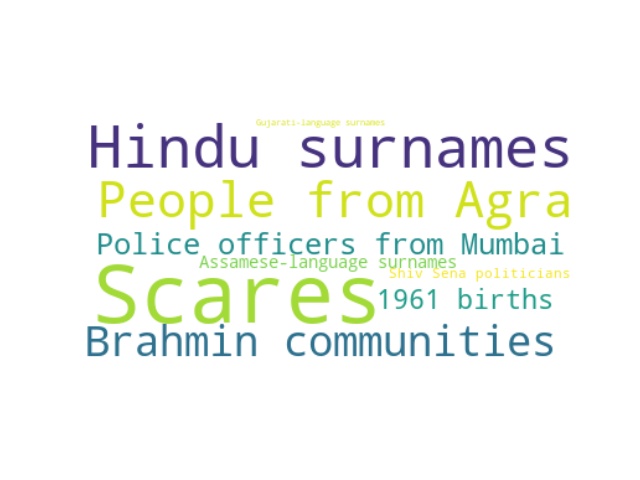 Gujarati-language surnames
Hindu surnames
People from Agra
Police officers from Mumbai
Assamese-language surnames
Shiv Sena politicians
Scares
1961 births
Brahmin communities